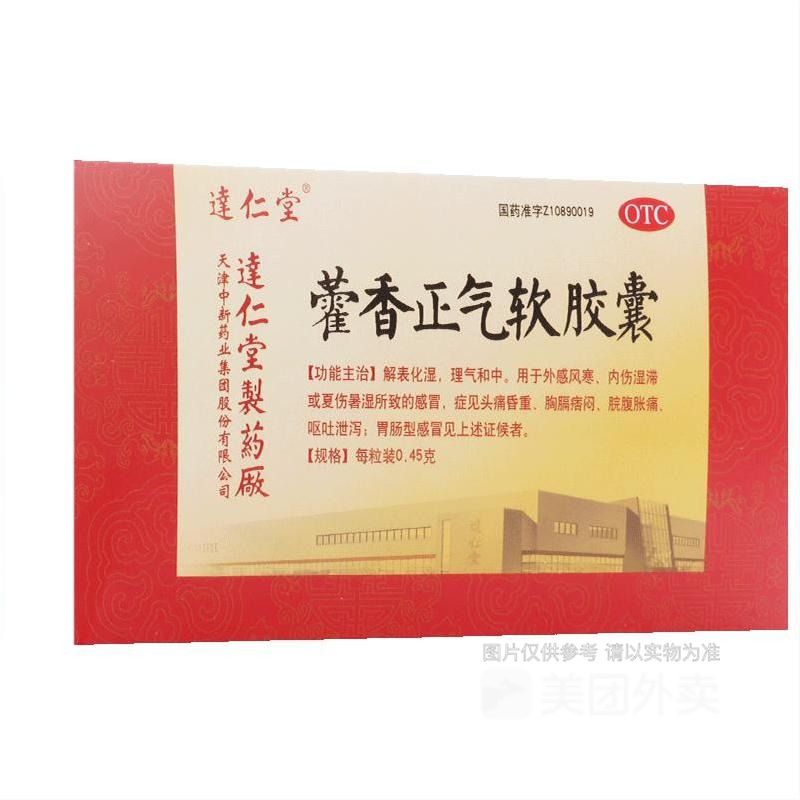 達仁堂®
国药准字Z10890019
OTC
藿香正气软胶囊
達仁堂製药厰
天津中新药业集团股份有限公司
【功能主治】解表化湿，理气和中。用于外感风寒、内伤湿滞
或夏伤暑湿所致的感冒，症见头痛昏重、胸膈痞闷、脘腹胀痛、
呕吐泄泻；胃肠型感冒见上述证候者。
【规格】每粒装0.45克
達仁堂
图片仅供参考 请以实物为准
美团外卖